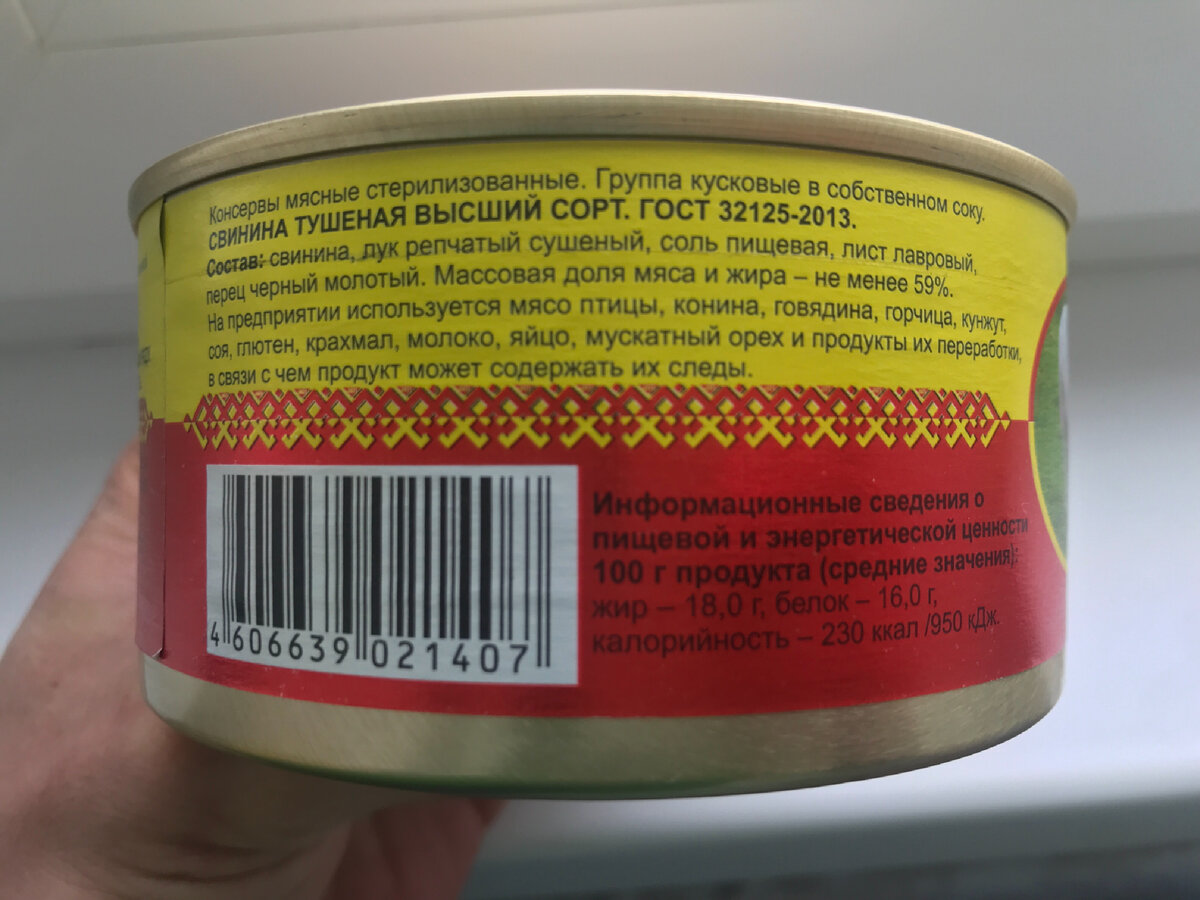 Консервы мясные стерилизованные. Группа кусковые в собственном соку.
СВИНИНА ТУШЕНАЯ ВЫСШИЙ СОРТ. ГОСТ 32125-2013.
Состав: свинина, лук репчатый сушеный, соль пищевая, лист лавровый,
перец черный молотый. Массовая доля мяса и жира – не менее 59%.
На предприятии используется мясо птицы, конина, говядина, горчица, кунжут,
соя, глютен, крахмал, молоко, яйцо, мускатный орех и продукты их переработки,
в связи с чем продукт может содержать их следы.
Информационные сведения о
пищевой и энергетической ценности
100 г продукта (средние значения):
жир – 18,0 г, белок – 16,0 г,
калорийность – 230 ккал /950 кДж.
4 606639 021407